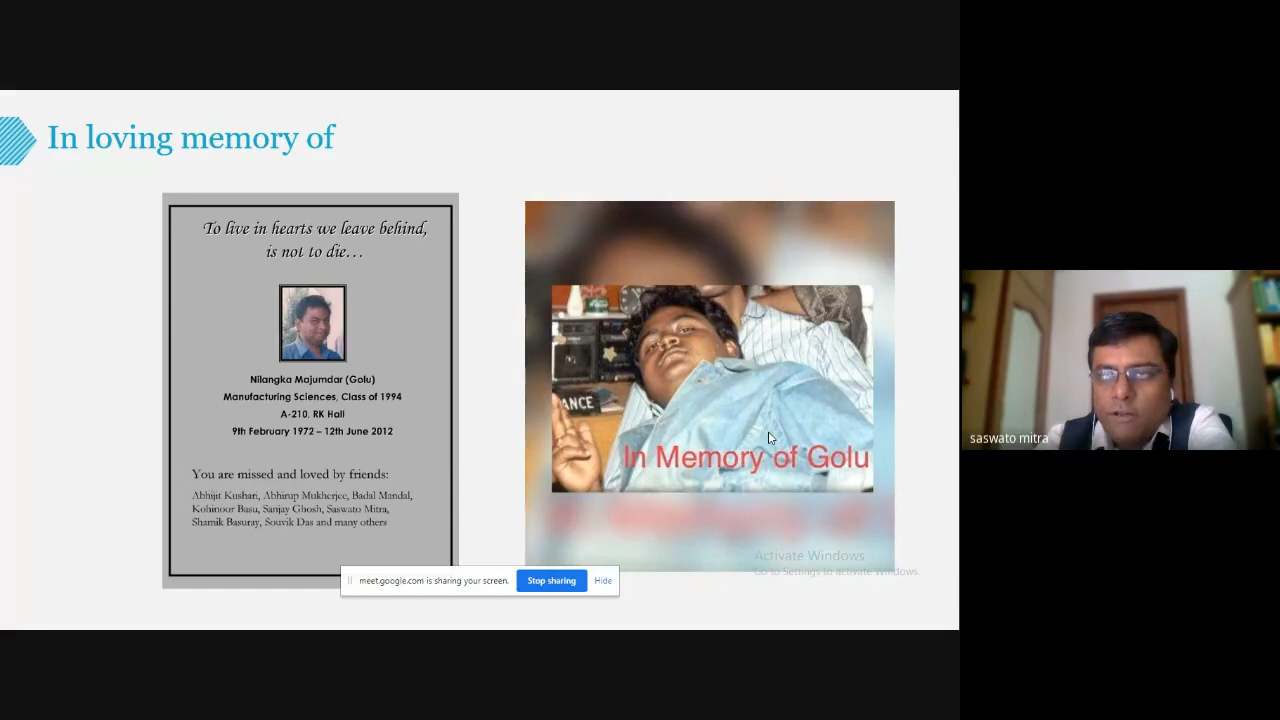 In loving memory of
To live in hearts we leave behind,
is not to die…
Nilangka Majumdar (Golu)
Manufacturing Sciences, Class of 1994
A-210, RK Hall
9th February 1972 – 12th June 2012
You are missed and loved by friends:
Abhijit Kushari, Abhirup Mukherjee, Badal Mandal,
Kohinoor Basu, Sanjay Ghosh, Saswato Mitra,
Shamik Basuray, Souvik Das and many others
ANCE
In Memory of Golu
Activate Windows
Go to Settings to activate Windows.
meet.google.com is sharing your screen.
Stop sharing
Hide
saswato mitra